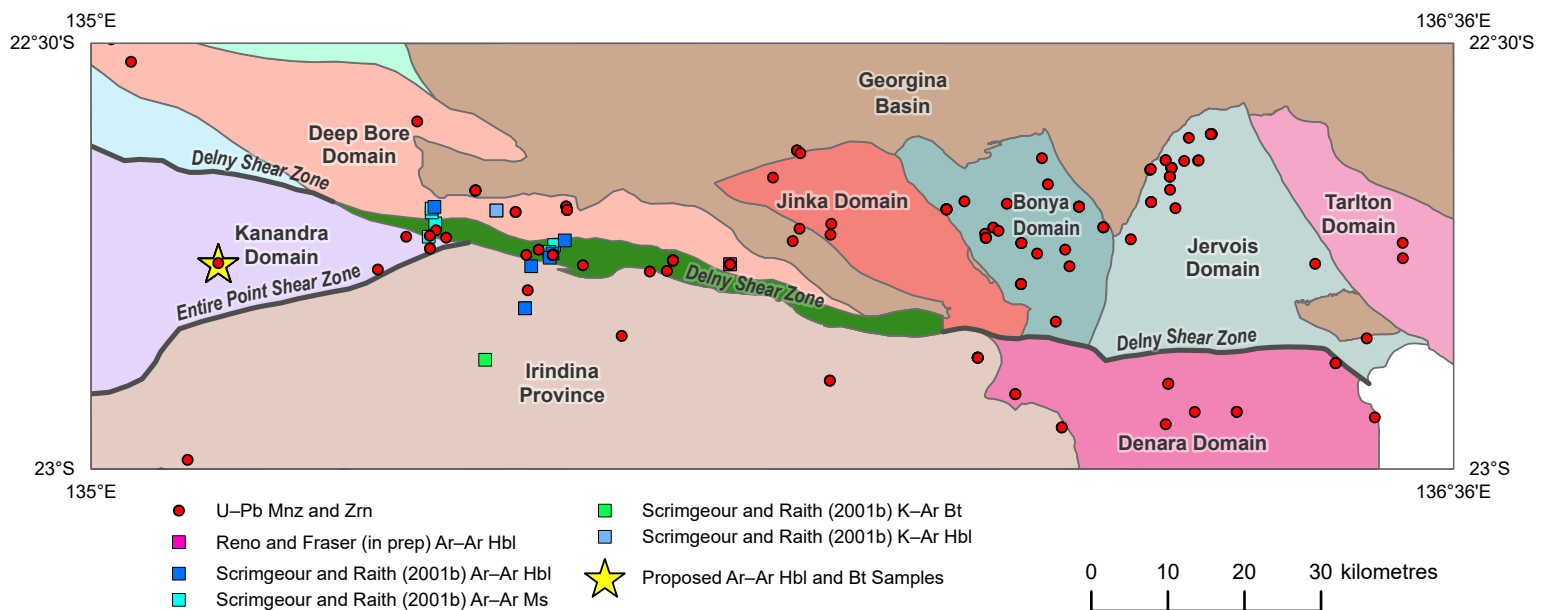 135°E
136°36'E
22°30'S
22°30'S
Georgina
Basin
Deep Bore
Domain
Delny Shear Zone
Jinka Domain
Bonya
Domain
Tarlton
Domain
Kanandra
Domain
Jervois
Domain
Entire Point Shear Zone
Delny Shear Zone
Delny Shear Zone
Irindina
Province
Denara Domain
23°S
23°S
135°E
136°36'E
U–Pb Mnz and Zrn
Reno and Fraser (in prep) Ar–Ar Hbl
Scrimgeour and Raith (2001b) Ar–Ar Hbl
Scrimgeour and Raith (2001b) Ar–Ar Ms
Scrimgeour and Raith (2001b) K–Ar Bt
Scrimgeour and Raith (2001b) K–Ar Hbl
Proposed Ar–Ar Hbl and Bt Samples
0 10 20 30 kilometres